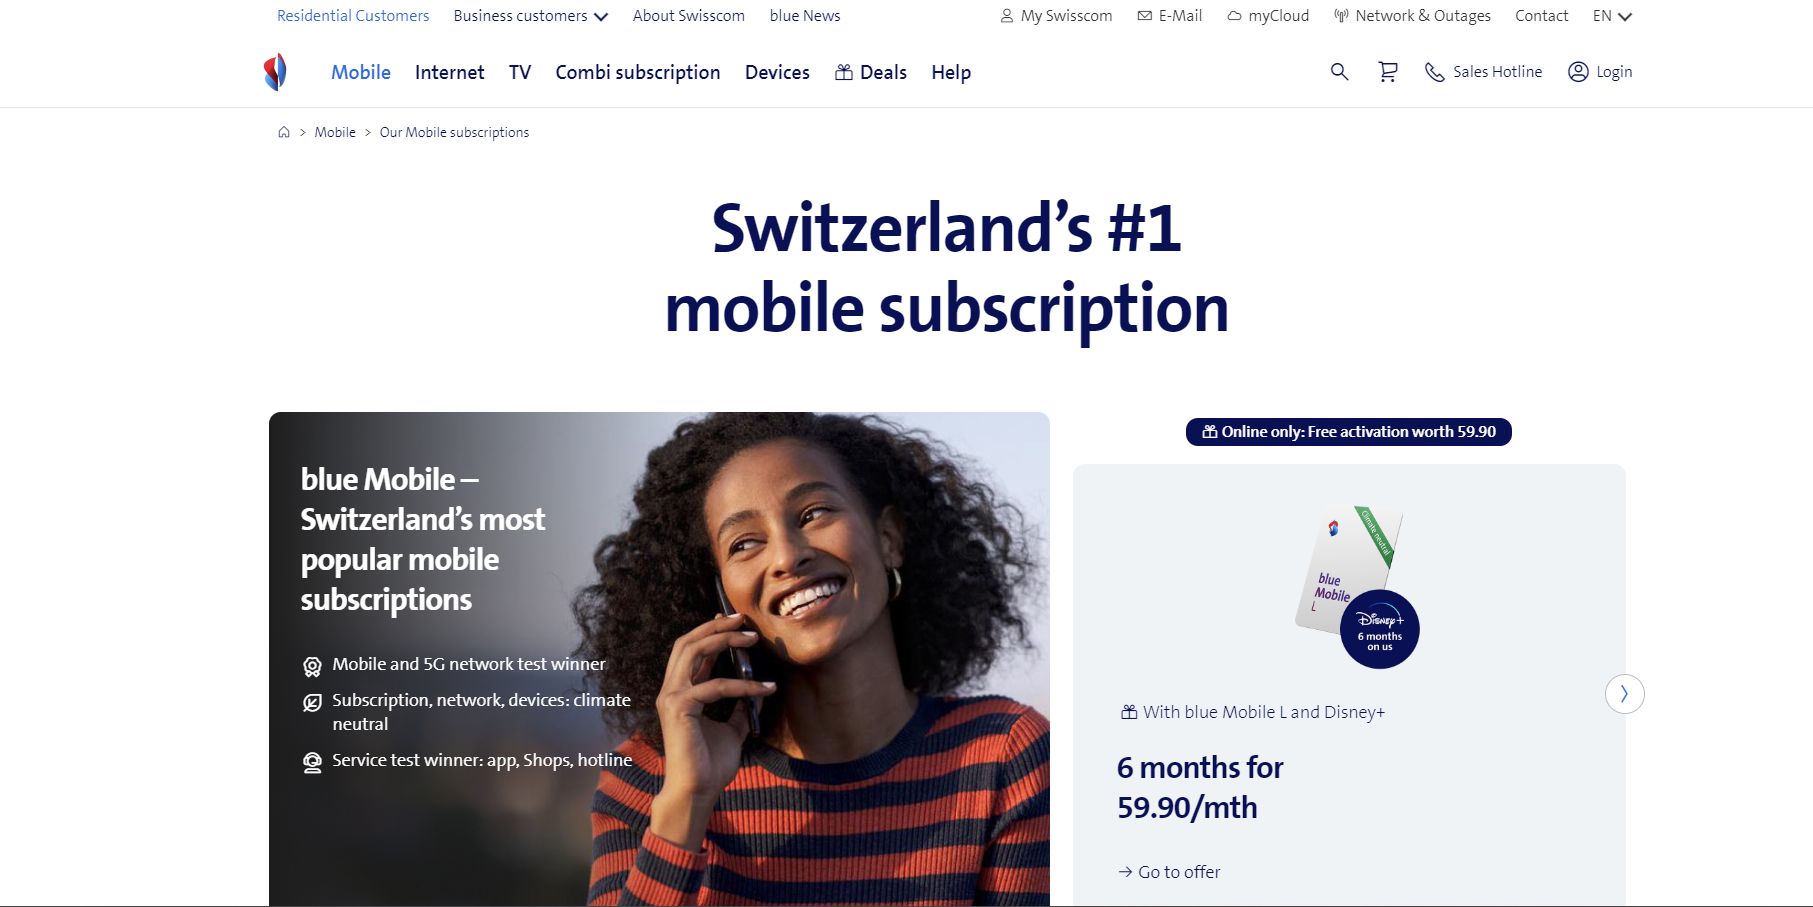 Residential Customers Business customers About Swisscom blue News My Swisscom E-Mail myCloud Network & Outages Contact EN
Mobile Internet TV Combi subscription Devices Deals Help Sales Hotline Login
> Mobile > Our Mobile subscriptions
Switzerland’s #1
mobile subscription
blue Mobile –
Switzerland’s most
popular mobile
subscriptions
Mobile and 5G network test winner
Subscription, network, devices: climate
neutral
Service test winner: app, Shops, hotline
Online only: Free activation worth 59.90
Climate neutral
blue
Mobile
L
Disney+
6 months
on us
With blue Mobile L and Disney+
6 months for
59.90/mth
→ Go to offer